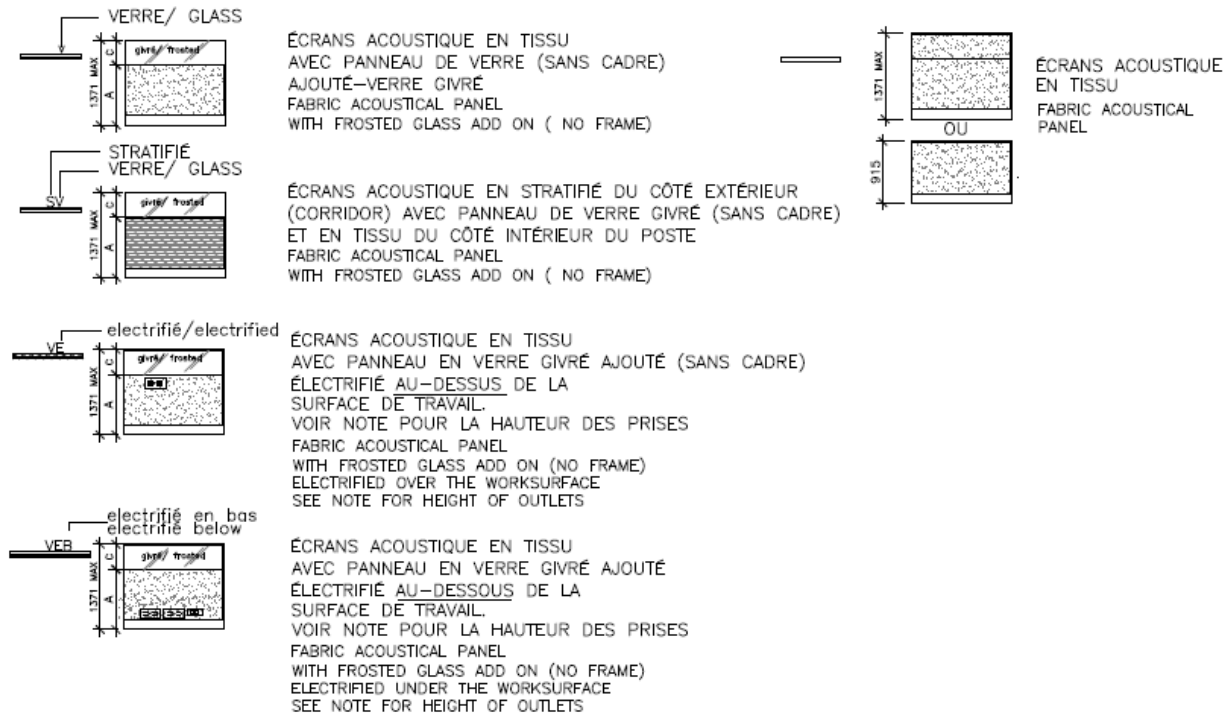 VERRE/ GLASS
givré/ frosted
C
1371 MAX
A
ÉCRANS ACOUSTIQUE EN TISSU
AVEC PANNEAU DE VERRE (SANS CADRE)
AJOUTÉ-VERRE GIVRÉ
FABRIC ACOUSTICAL PANEL
WITH FROSTED GLASS ADD ON ( NO FRAME)
1371 MAX
OU
915
ÉCRANS ACOUSTIQUE
EN TISSU
FABRIC ACOUSTICAL
PANEL
STRATIFIÉ
VERRE/ GLASS
SV
givré/ frosted
C
1371 MAX
A
ÉCRANS ACOUSTIQUE EN STRATIFIÉ DU CÔTÉ EXTÉRIEUR
(CORRIDOR) AVEC PANNEAU DE VERRE GIVRÉ (SANS CADRE)
ET EN TISSU DU CÔTÉ INTÉRIEUR DU POSTE
FABRIC ACOUSTICAL PANEL
WITH FROSTED GLASS ADD ON ( NO FRAME)
electrifié/electrified
VE
givré/ frosted
C
1371 MAX
A
ÉCRANS ACOUSTIQUE EN TISSU
AVEC PANNEAU EN VERRE GIVRÉ AJOUTÉ (SANS CADRE)
ÉLECTRIFIÉ AU-DESSUS DE LA
SURFACE DE TRAVAIL.
VOIR NOTE POUR LA HAUTEUR DES PRISES
FABRIC ACOUSTICAL PANEL
WITH FROSTED GLASS ADD ON (NO FRAME)
ELECTRIFIED OVER THE WORKSURFACE
SEE NOTE FOR HEIGHT OF OUTLETS
electrifié en bas
electrifié below
VEB
givré/ frosted
C
1371 MAX
A
ÉCRANS ACOUSTIQUE EN TISSU
AVEC PANNEAU EN VERRE GIVRÉ AJOUTÉ
ÉLECTRIFIÉ AU-DESSOUS DE LA
SURFACE DE TRAVAIL.
VOIR NOTE POUR LA HAUTEUR DES PRISES
FABRIC ACOUSTICAL PANEL
WITH FROSTED GLASS ADD ON (NO FRAME)
ELECTRIFIED UNDER THE WORKSURFACE
SEE NOTE FOR HEIGHT OF OUTLETS